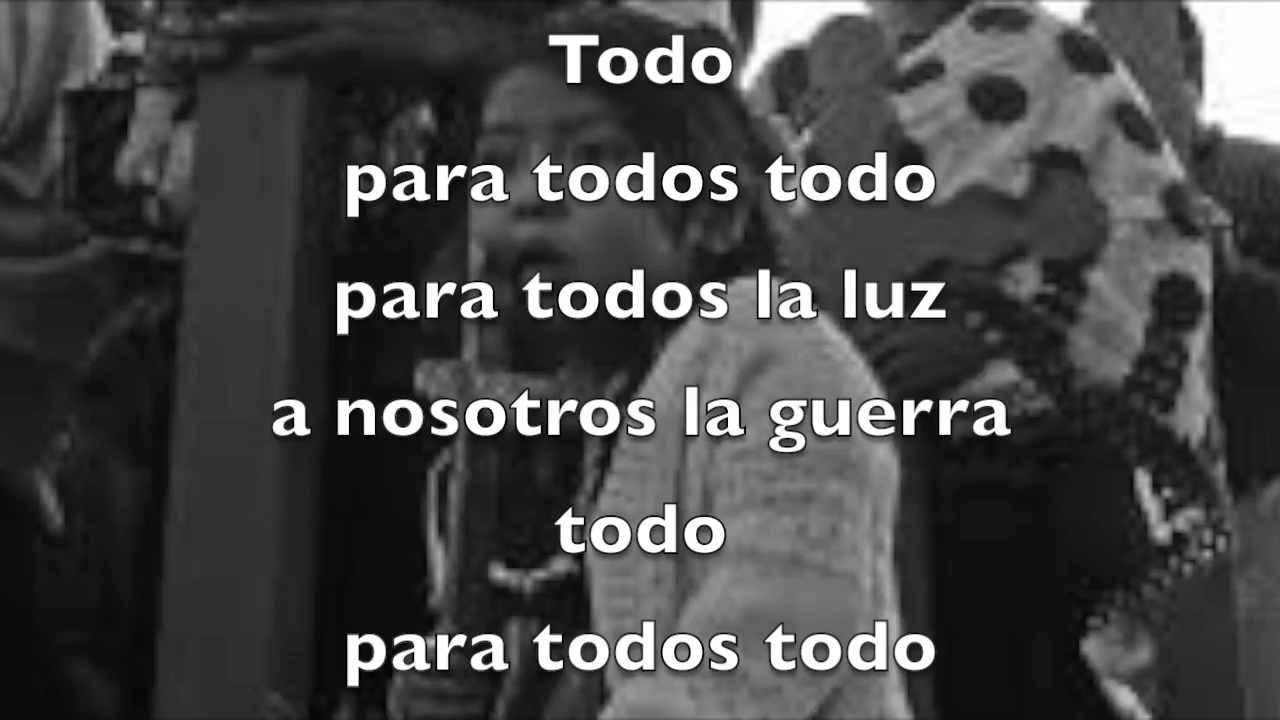 Todo
para todos todo
para todos la luz
a nosotros la guerra
todo
para todos todo